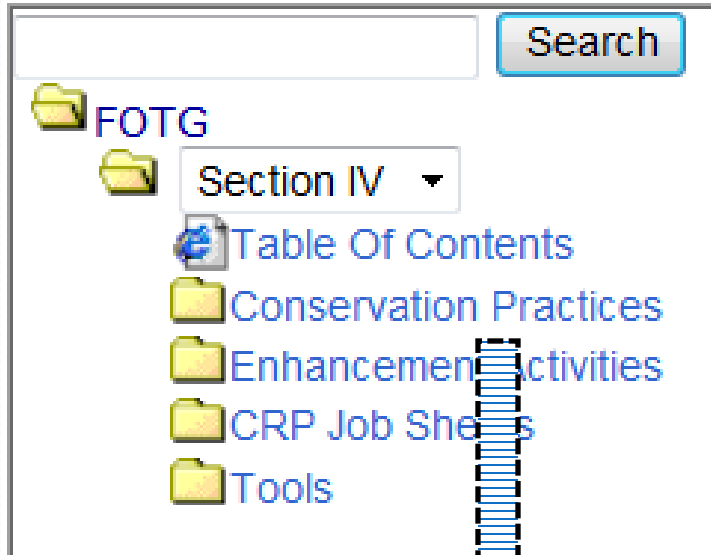 Search
FOTG
Section IV
Table Of Contents
Conservation Practices
Enhancement Activities
CRP Job Sheets
Tools